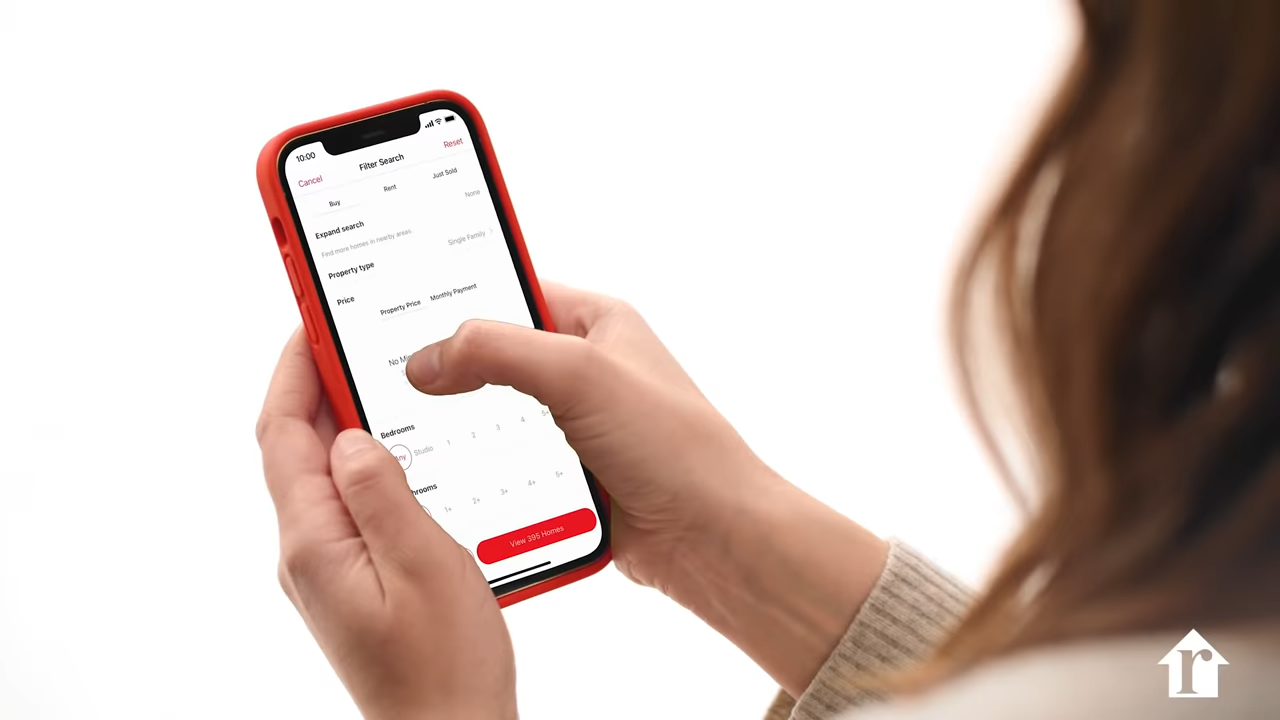 10:00
Cancel
Filter Search
Reset
Buy
Rent
Just Sold
Expand search
None
Find more homes in nearby areas.
Property type
Single Family
Price
Property Price
Monthly Payment
No
Bedrooms
Any
Studio
1
2
3
4
1+
2+
3+
4+
5+
View 395 Homes
r